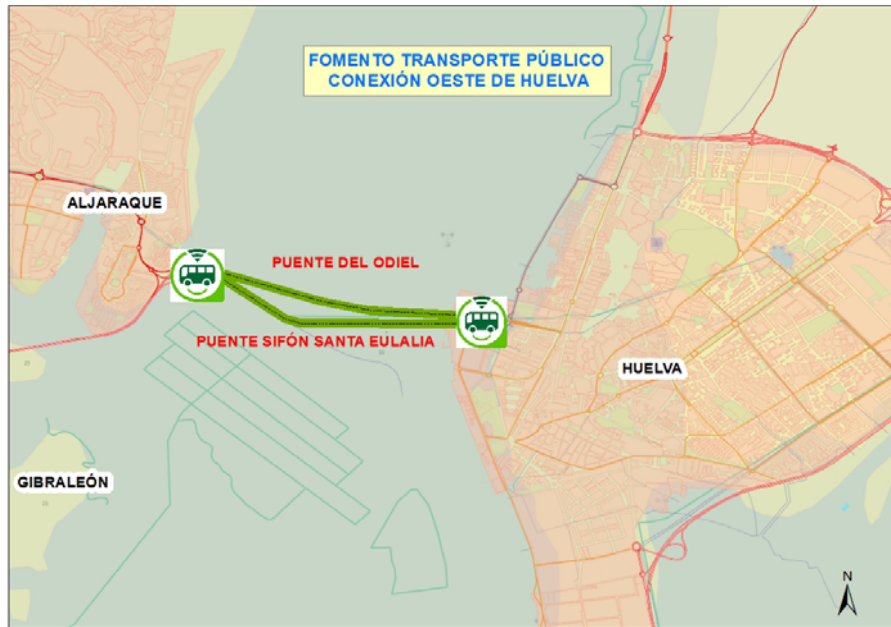 FOMENTO TRANSPORTE PÚBLICO
CONEXIÓN OESTE DE HUELVA
ALJARAQUE
PUENTE DEL ODIEL
PUENTE SIFÓN SANTA EULALIA
HUELVA
GIBRALEÓN
N